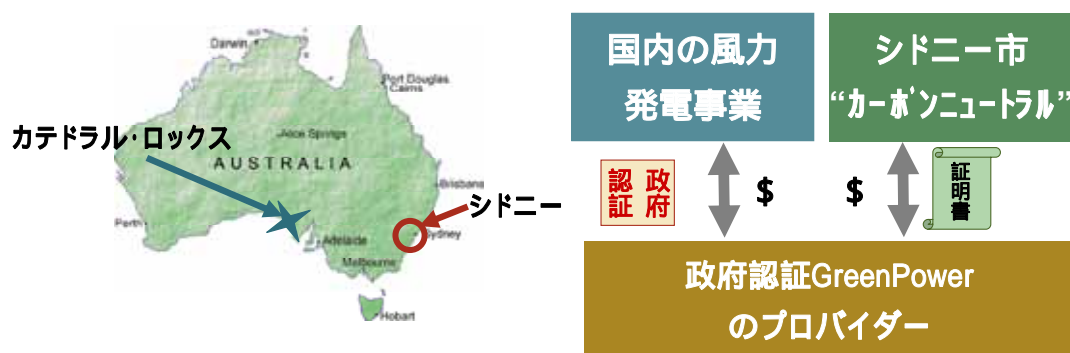 Darwin
Port Douglas
Cairns
カテドラル・ロックス
Alice Springs
AUSTRALIA
Brisbane
シドニー
Perth
Sydney
Adelaide
Melbourne
Hobart
国内の風力
発電事業
シドニー市
“カーボンニュートラル”
政府
認証
$
$
証明書
政府認証GreenPower
のプロバイダー